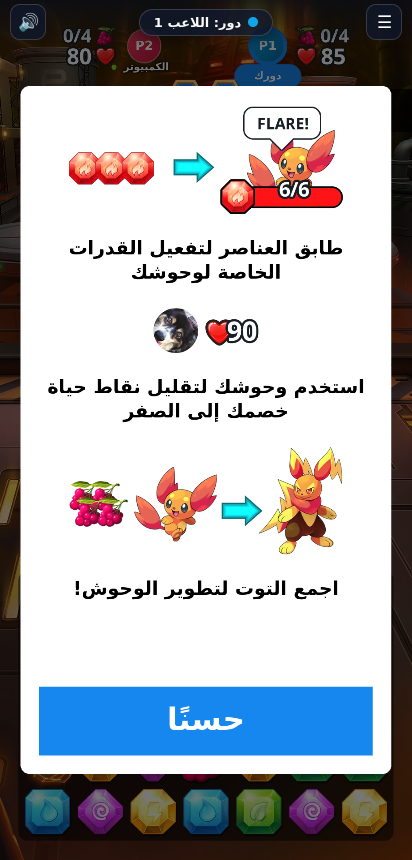 دور: اللاعب 1
0/4
P2
P1
0/4
80
الكمبيوتر
85
دورك
FLARE!
6/6
طابق العناصر لتفعيل القدرات
الخاصة لوحوشك
90
استخدم وحوشك لتقليل نقاط حياة
خصمك إلى الصفر
اجمع التوت لتطوير الوحوش!
حسنًا